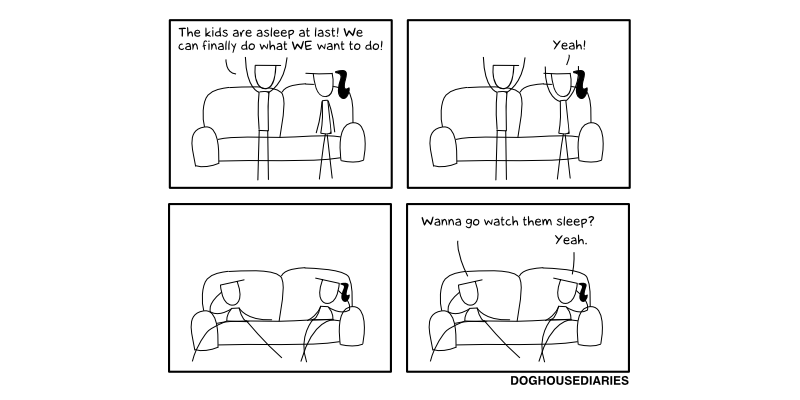 The kids are asleep at last! We
can finally do what WE want to do!
Yeah!
Wanna go watch them sleep?
Yeah.
DOGHOUSEDIARIES